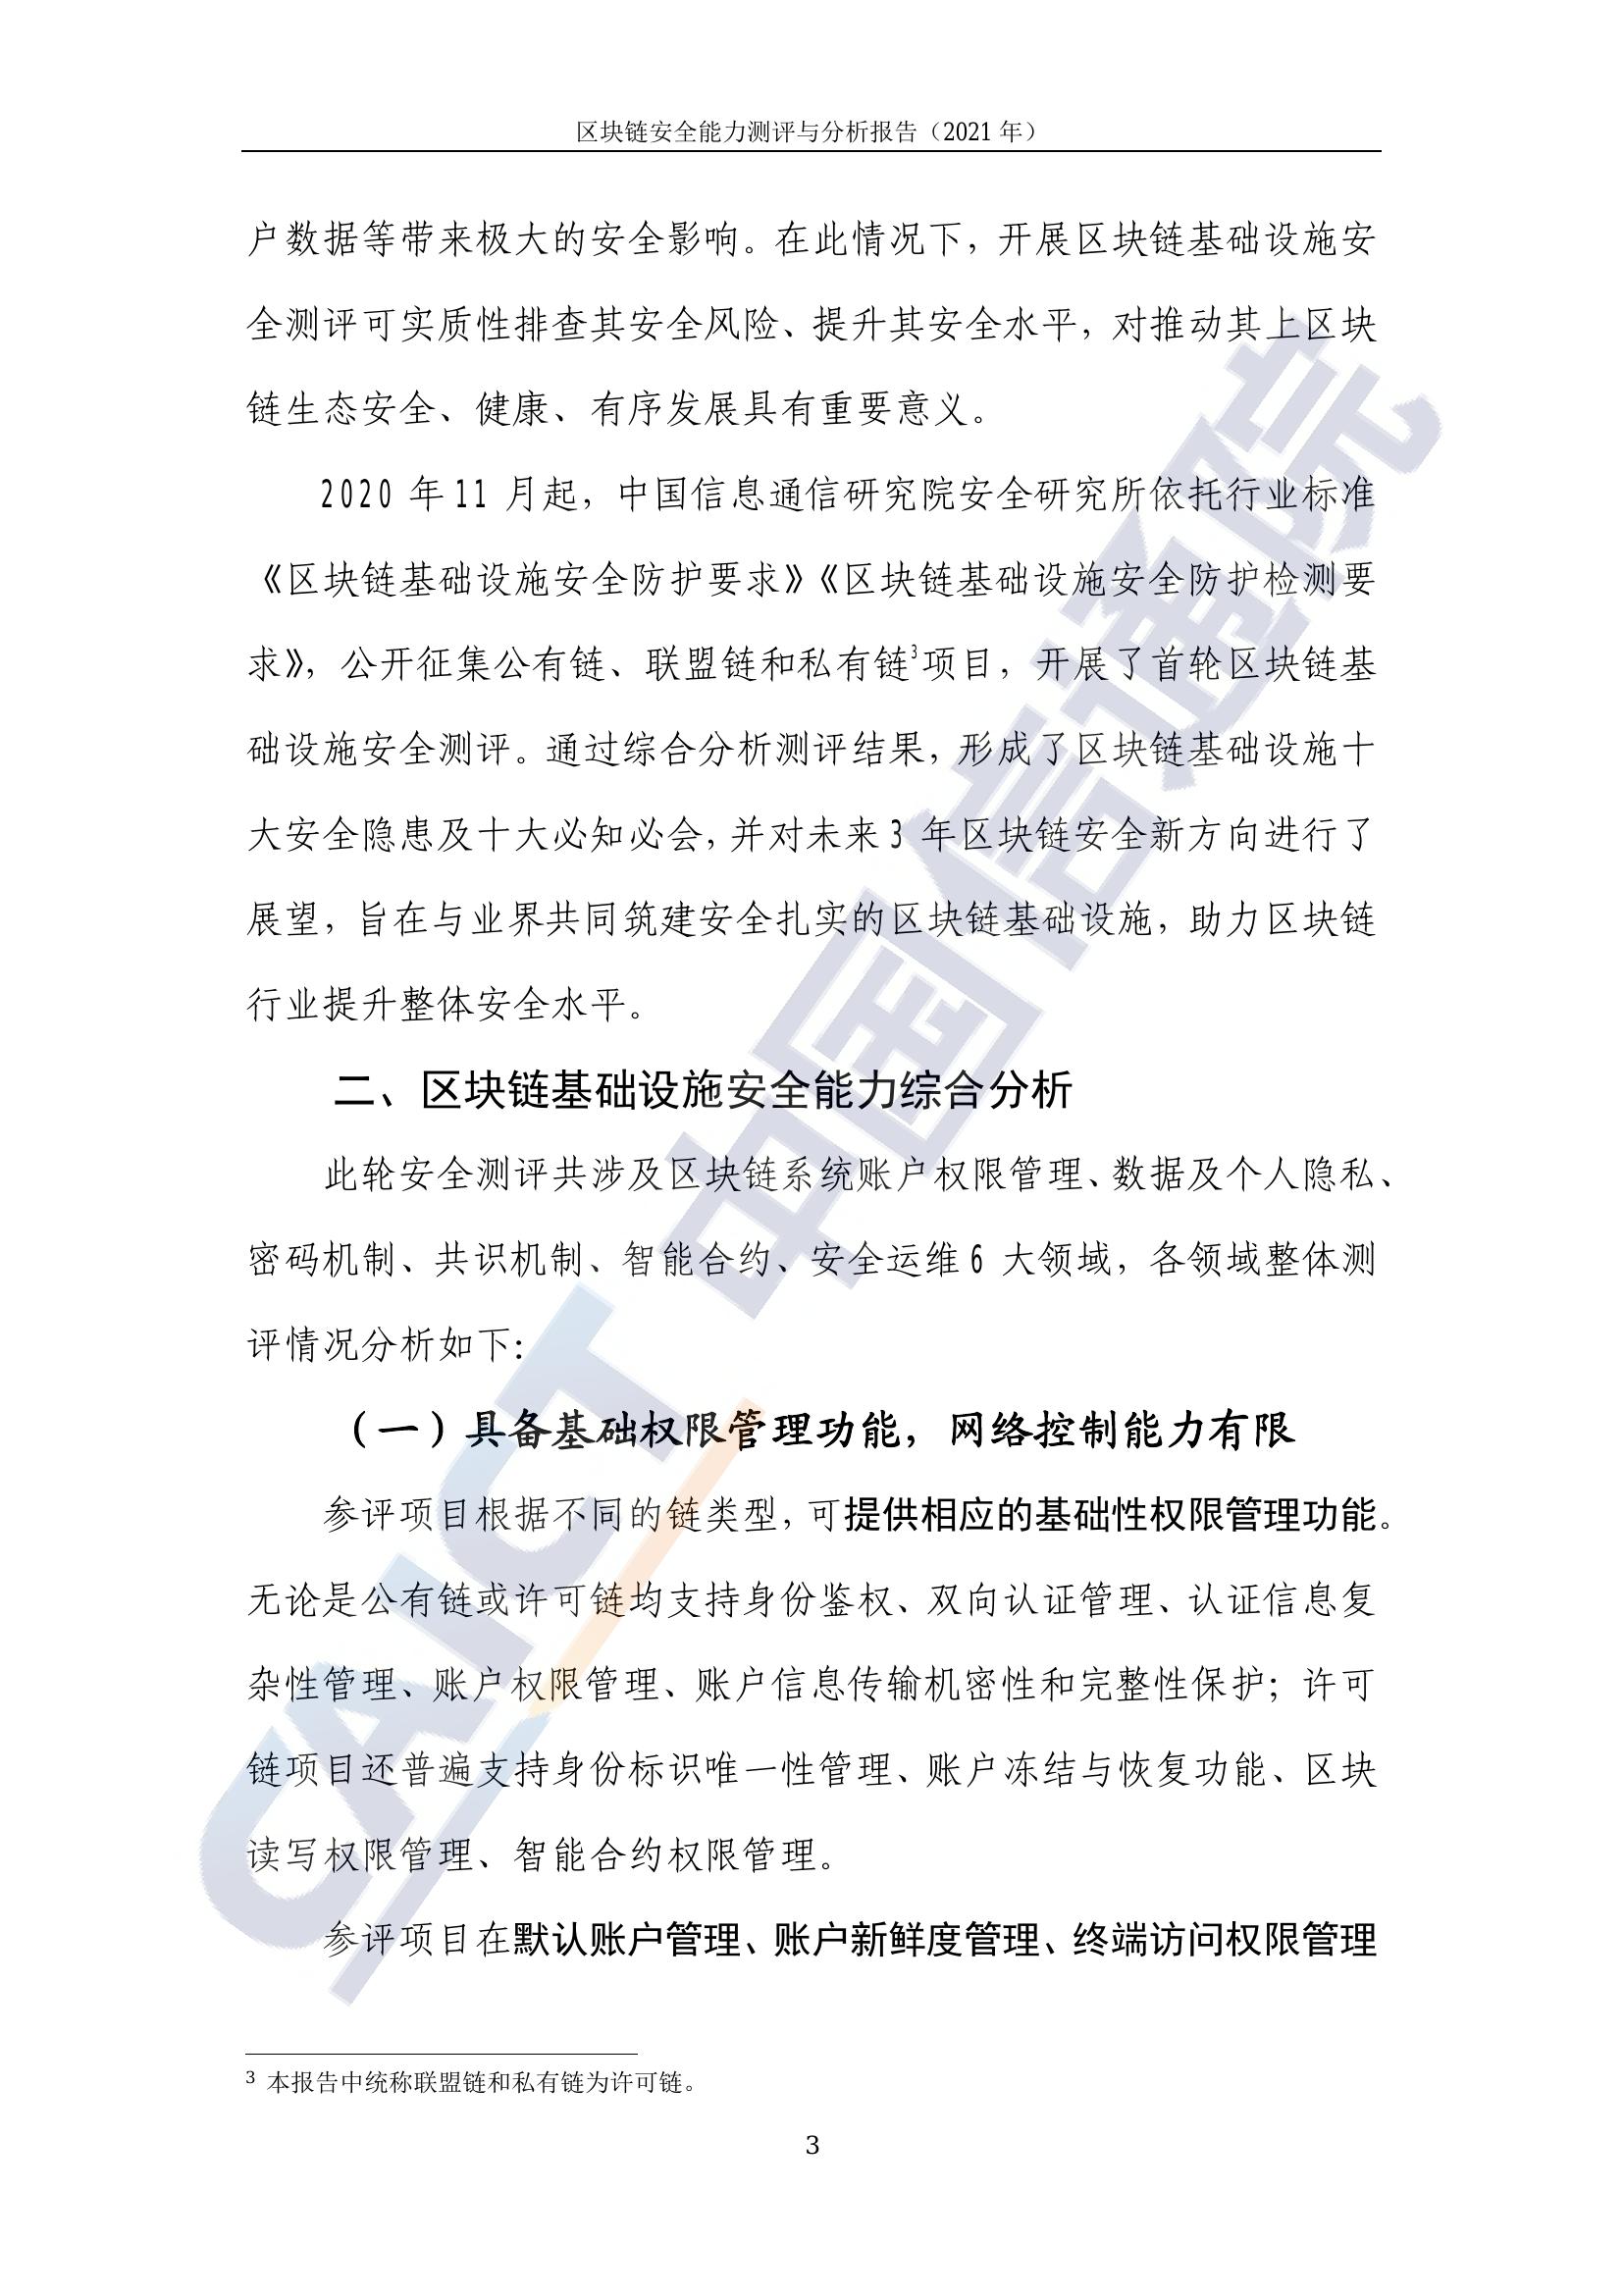 区块链安全能力测评与分析报告（2021 年）
户数据等带来极大的安全影响。在此情况下，开展区块链基础设施安
全测评可实质性排查其安全风险、提升其安全水平，对推动其上区块
链生态安全、健康、有序发展具有重要意义。
2020 年 11 月起，中国信息通信研究院安全研究所依托行业标准
《区块链基础设施安全防护要求》《区块链基础设施安全防护检测要
求》，公开征集公有链、联盟链和私有链3项目，开展了首轮区块链基
础设施安全测评。通过综合分析测评结果，形成了区块链基础设施十
大安全隐患及十大必知必会，并对未来 3 年区块链安全新方向进行了
展望，旨在与业界共同筑建安全扎实的区块链基础设施，助力区块链
行业提升整体安全水平。
二、区块链基础设施安全能力综合分析
此轮安全测评共涉及区块链系统账户权限管理、数据及个人隐私、
密码机制、共识机制、智能合约、安全运维 6 大领域，各领域整体测
评情况分析如下：
（一）具备基础权限管理功能，网络控制能力有限
参评项目根据不同的链类型，可提供相应的基础性权限管理功能。
无论是公有链或许可链均支持身份鉴权、双向认证管理、认证信息复
杂性管理、账户权限管理、账户信息传输机密性和完整性保护；许可
链项目还普遍支持身份标识唯一性管理、账户冻结与恢复功能、区块
读写权限管理、智能合约权限管理。
参评项目在默认账户管理、账户新鲜度管理、终端访问权限管理
3 本报告中统称联盟链和私有链为许可链。
3
CAICT 中国信通院